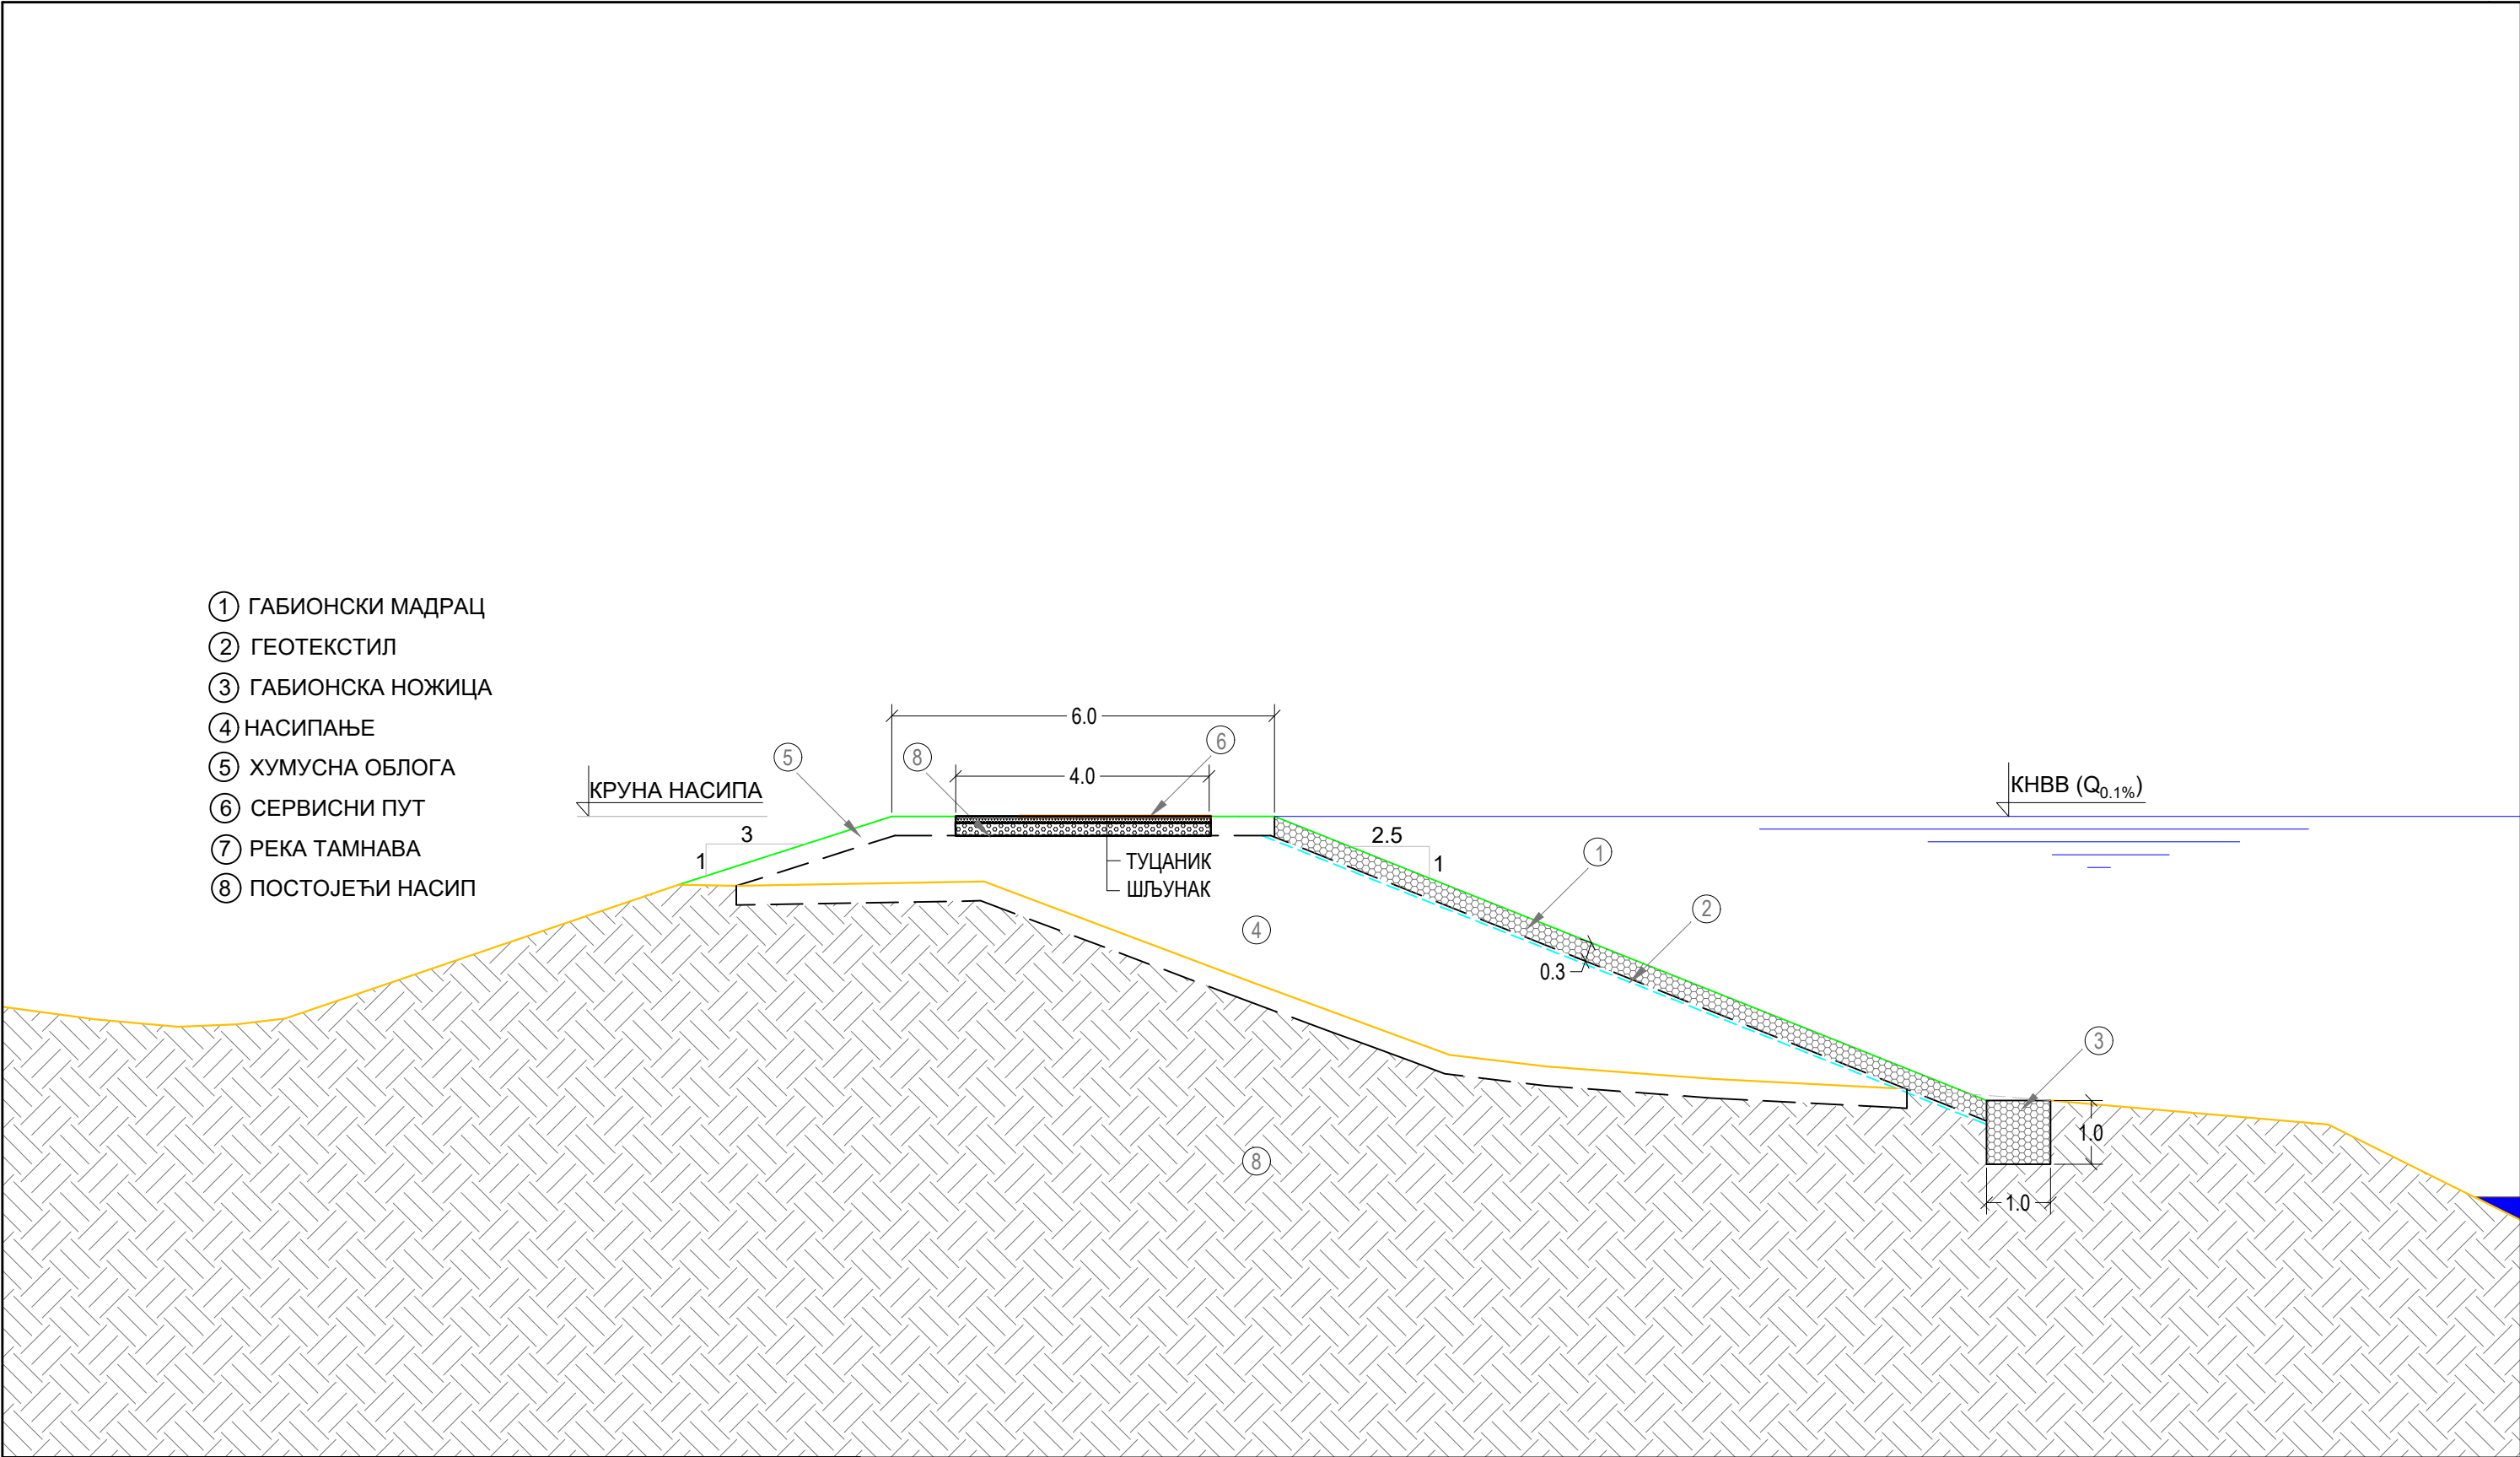 ① ГАБИОНСКИ МАДРАЦ
② ГЕОТЕКСТИЛ
③ ГАБИОНСКА НОЖИЦА
④ НАСИПАЊЕ
⑤ ХУМУСНА ОБЛОГА
⑥ СЕРВИСНИ ПУТ
⑦ РЕКА ТАМНАВА
⑧ ПОСТОЈЕЋИ НАСИП
6.0
⑤
⑧
⑥
4.0
КРУНА НАСИПА
КНВВ (Q0.1%)
3
1
2.5
1
ТУЦАНИК
ШЉУНАК
①
②
④
0.3
③
1.0
⑧
1.0